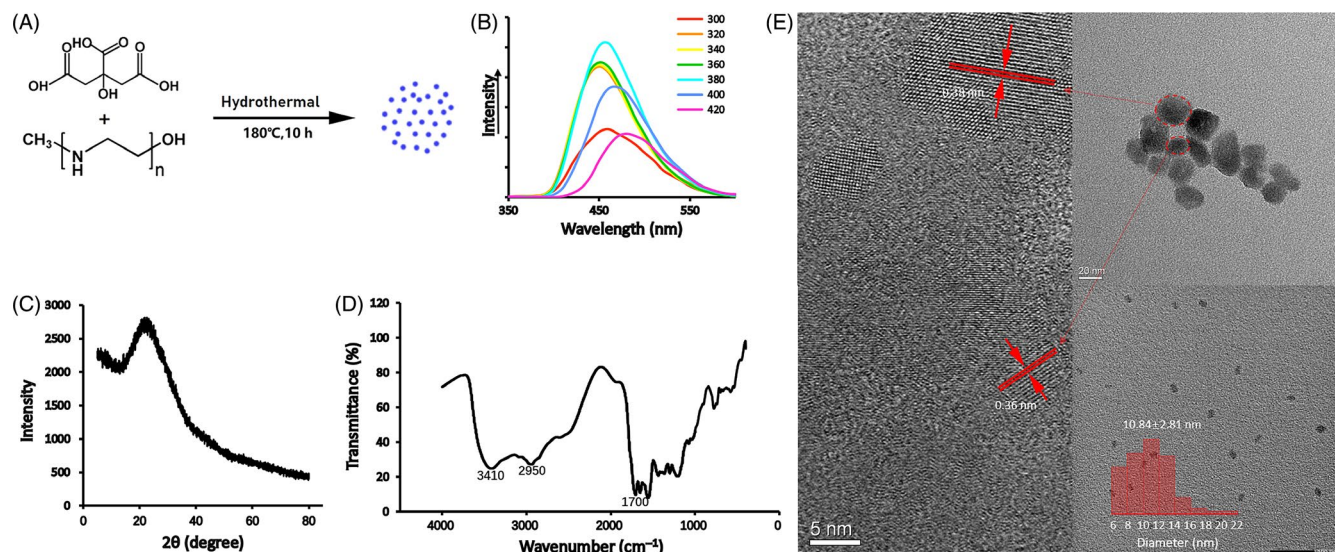 (A)
HO
O
O
O
OH
OH
OH
+
CH₃
N
H
OH
n
Hydrothermal
180℃,10 h
(B)
Intensity
300
320
340
360
380
400
420
350
450
550
Wavelength (nm)
(C)
Intensity
3000
2500
2000
1500
1000
500
0
0
20
40
60
80
2θ (degree)
(D)
Transmittance (%)
120
100
80
60
40
20
0
3410
2950
1700
4000
3000
2000
1000
0
Wavenumber (cm⁻¹)
(E)
0.36 nm
5 nm
20 nm
10.84±2.81 nm
6 8 10 12 14 16 18 20 22
Diameter (nm)